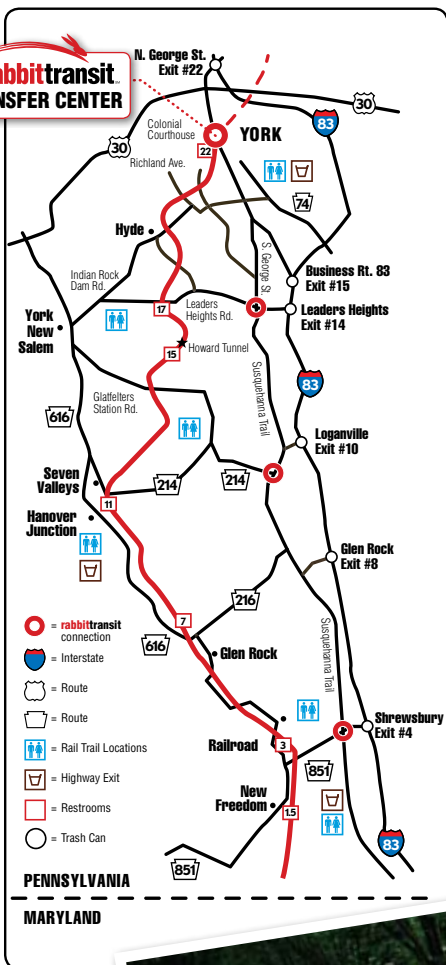 N. George St.
Exit #22
abbittransit
NSFER CENTER
30
83
Colonial
Courthouse
YORK
30
22
Richland Ave.
74
Hyde
S. George St.
Indian Rock
Dam Rd.
Business Rt. 83
Exit #15
17
Leaders
Heights Rd.
Leaders Heights
Exit #14
York
New
Salem
15
Howard Tunnel
Susquehanna Trail
83
Glatfelters
Station Rd.
616
Loganville
Exit #10
Seven
Valleys
214
214
11
Hanover
Junction
Glen Rock
Exit #8
216
7
616
Susquehanna Trail
Glen Rock
= rabbittransit
connection
= Interstate
= Route
= Route
= Rail Trail Locations
= Highway Exit
= Restrooms
= Trash Can
Railroad
3
Shrewsbury
Exit #4
851
New
Freedom
1.5
851
83
PENNSYLVANIA
MARYLAND